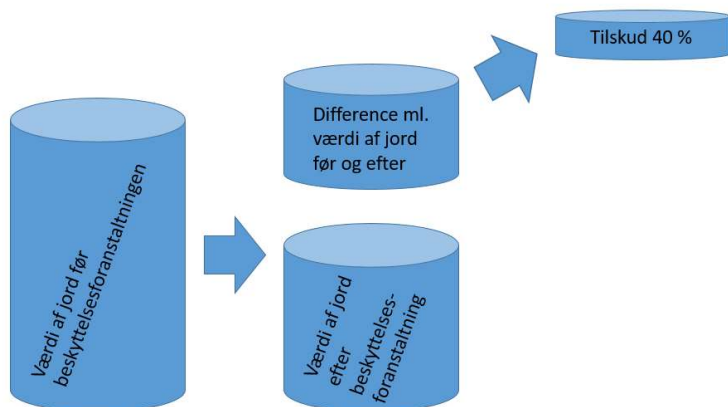 Værdi af jord før
beskyttelsesforanstaltningen
Difference ml.
værdi af jord
før og efter
Værdi af jord
efter
beskyttelses-
foranstaltning
Tilskud 40 %